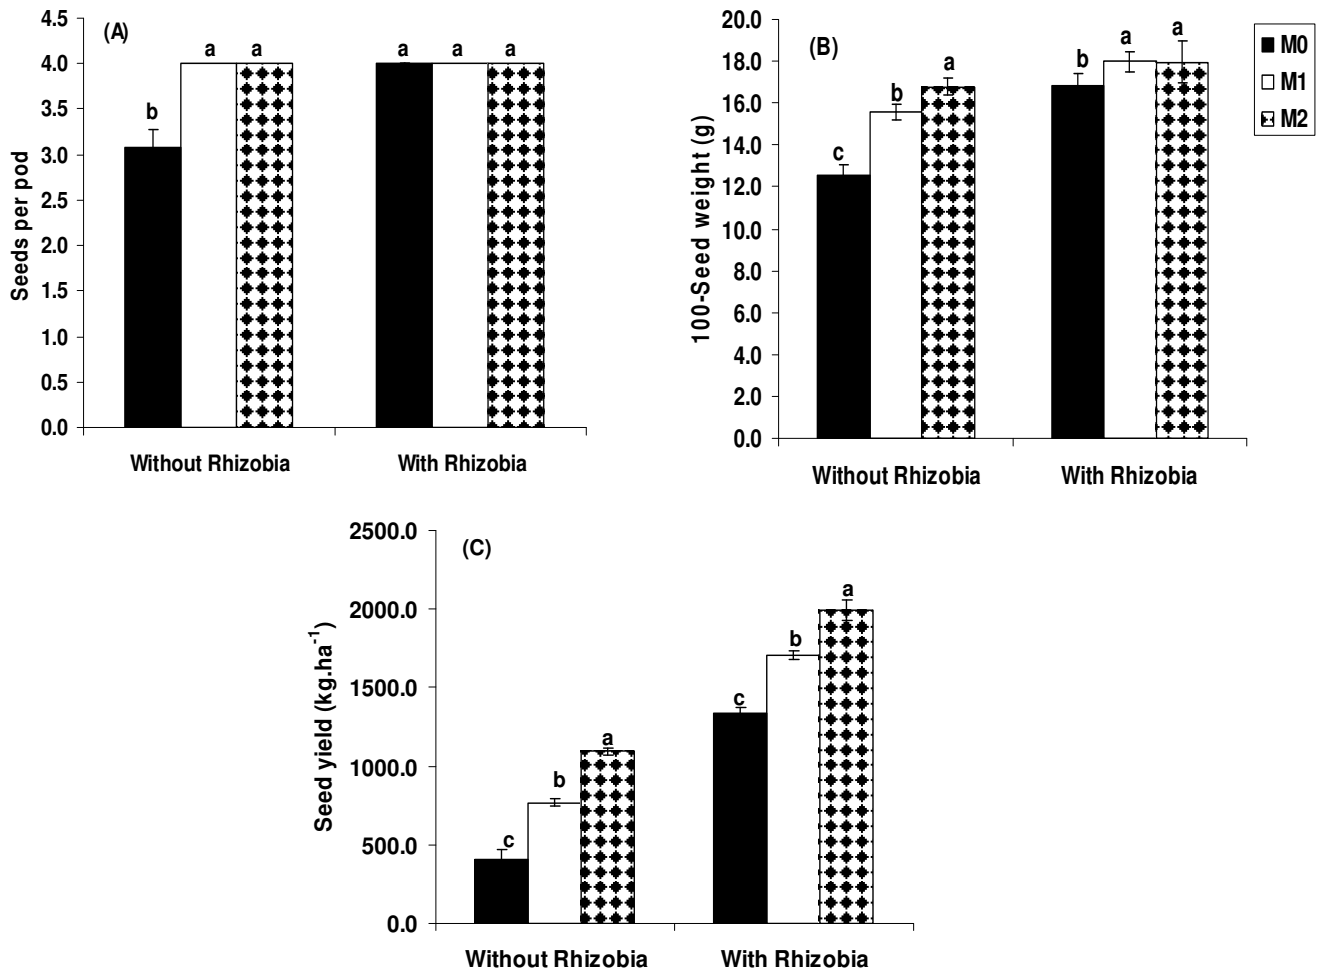 (A)
Seeds per pod
4.5
4.0
3.5
3.0
2.5
2.0
1.5
1.0
0.5
0.0
b
a
a
a
a
a
Without Rhizobia
With Rhizobia
(B)
100-Seed weight (g)
20.0
18.0
16.0
14.0
12.0
10.0
8.0
6.0
4.0
2.0
0.0
c
b
a
b
a
a
Without Rhizobia
With Rhizobia
M0
M1
M2
(C)
Seed yield (kg.ha⁻¹)
2500.0
2000.0
1500.0
1000.0
500.0
0.0
c
b
a
c
b
a
Without Rhizobia
With Rhizobia